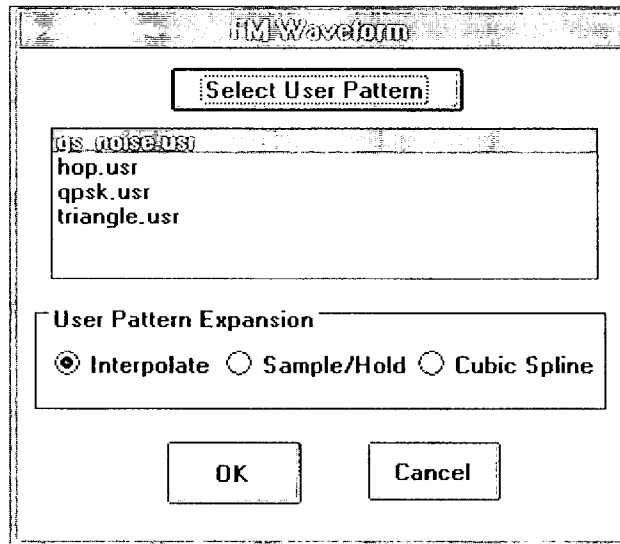 FM Waveform
Select User Pattern
gs_noise.usr
hop.usr
qpsk.usr
triangle.usr
User Pattern Expansion
Interpolate Sample/Hold Cubic Spline
OK Cancel